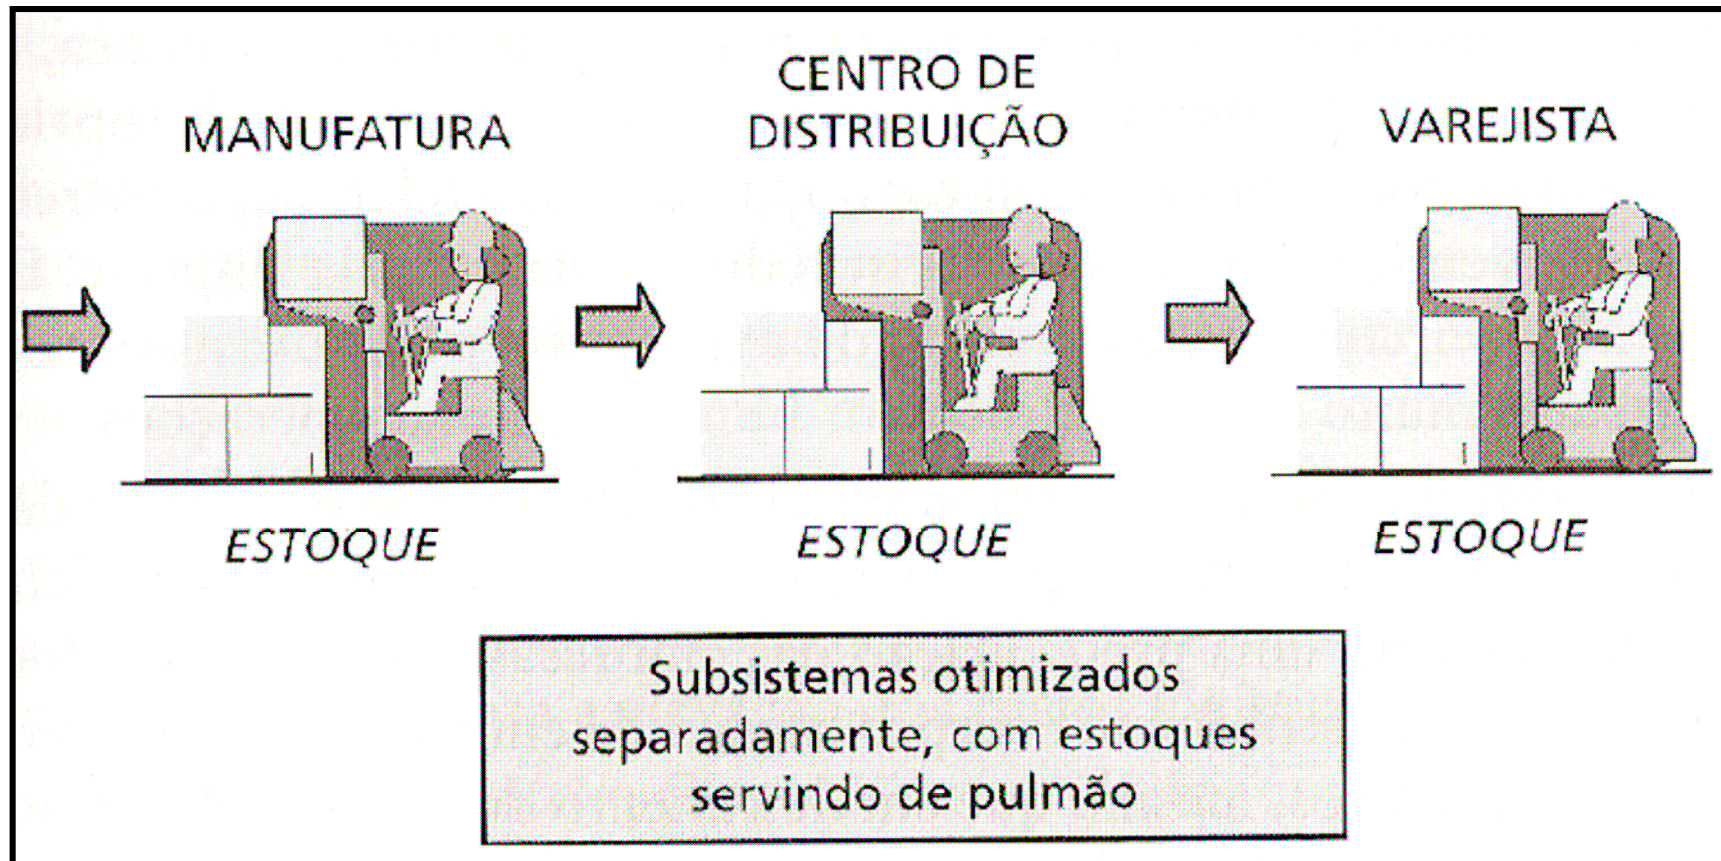 MANUFATURA
CENTRO DE
DISTRIBUIÇÃO
VAREJISTA
ESTOQUE
ESTOQUE
ESTOQUE
Subsistemas otimizados
separadamente, com estoques
servindo de pulmão